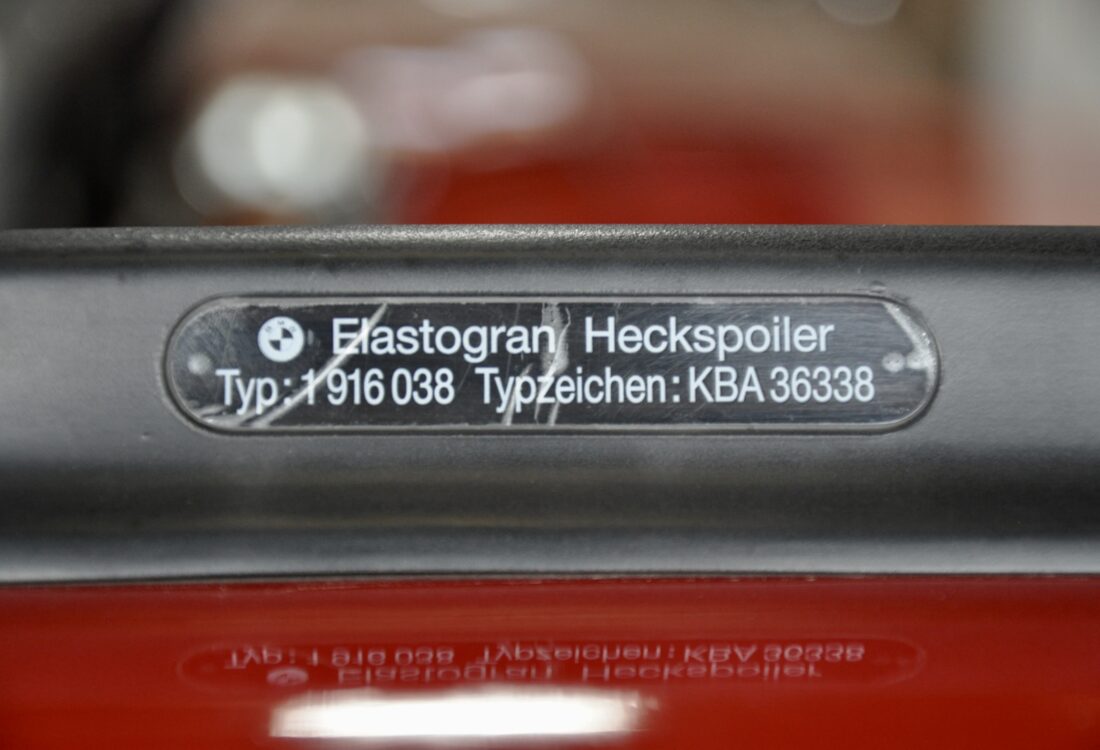 Elastogran Heckspoiler
Typ: 1 916 038 Typzeichen: KBA 36338